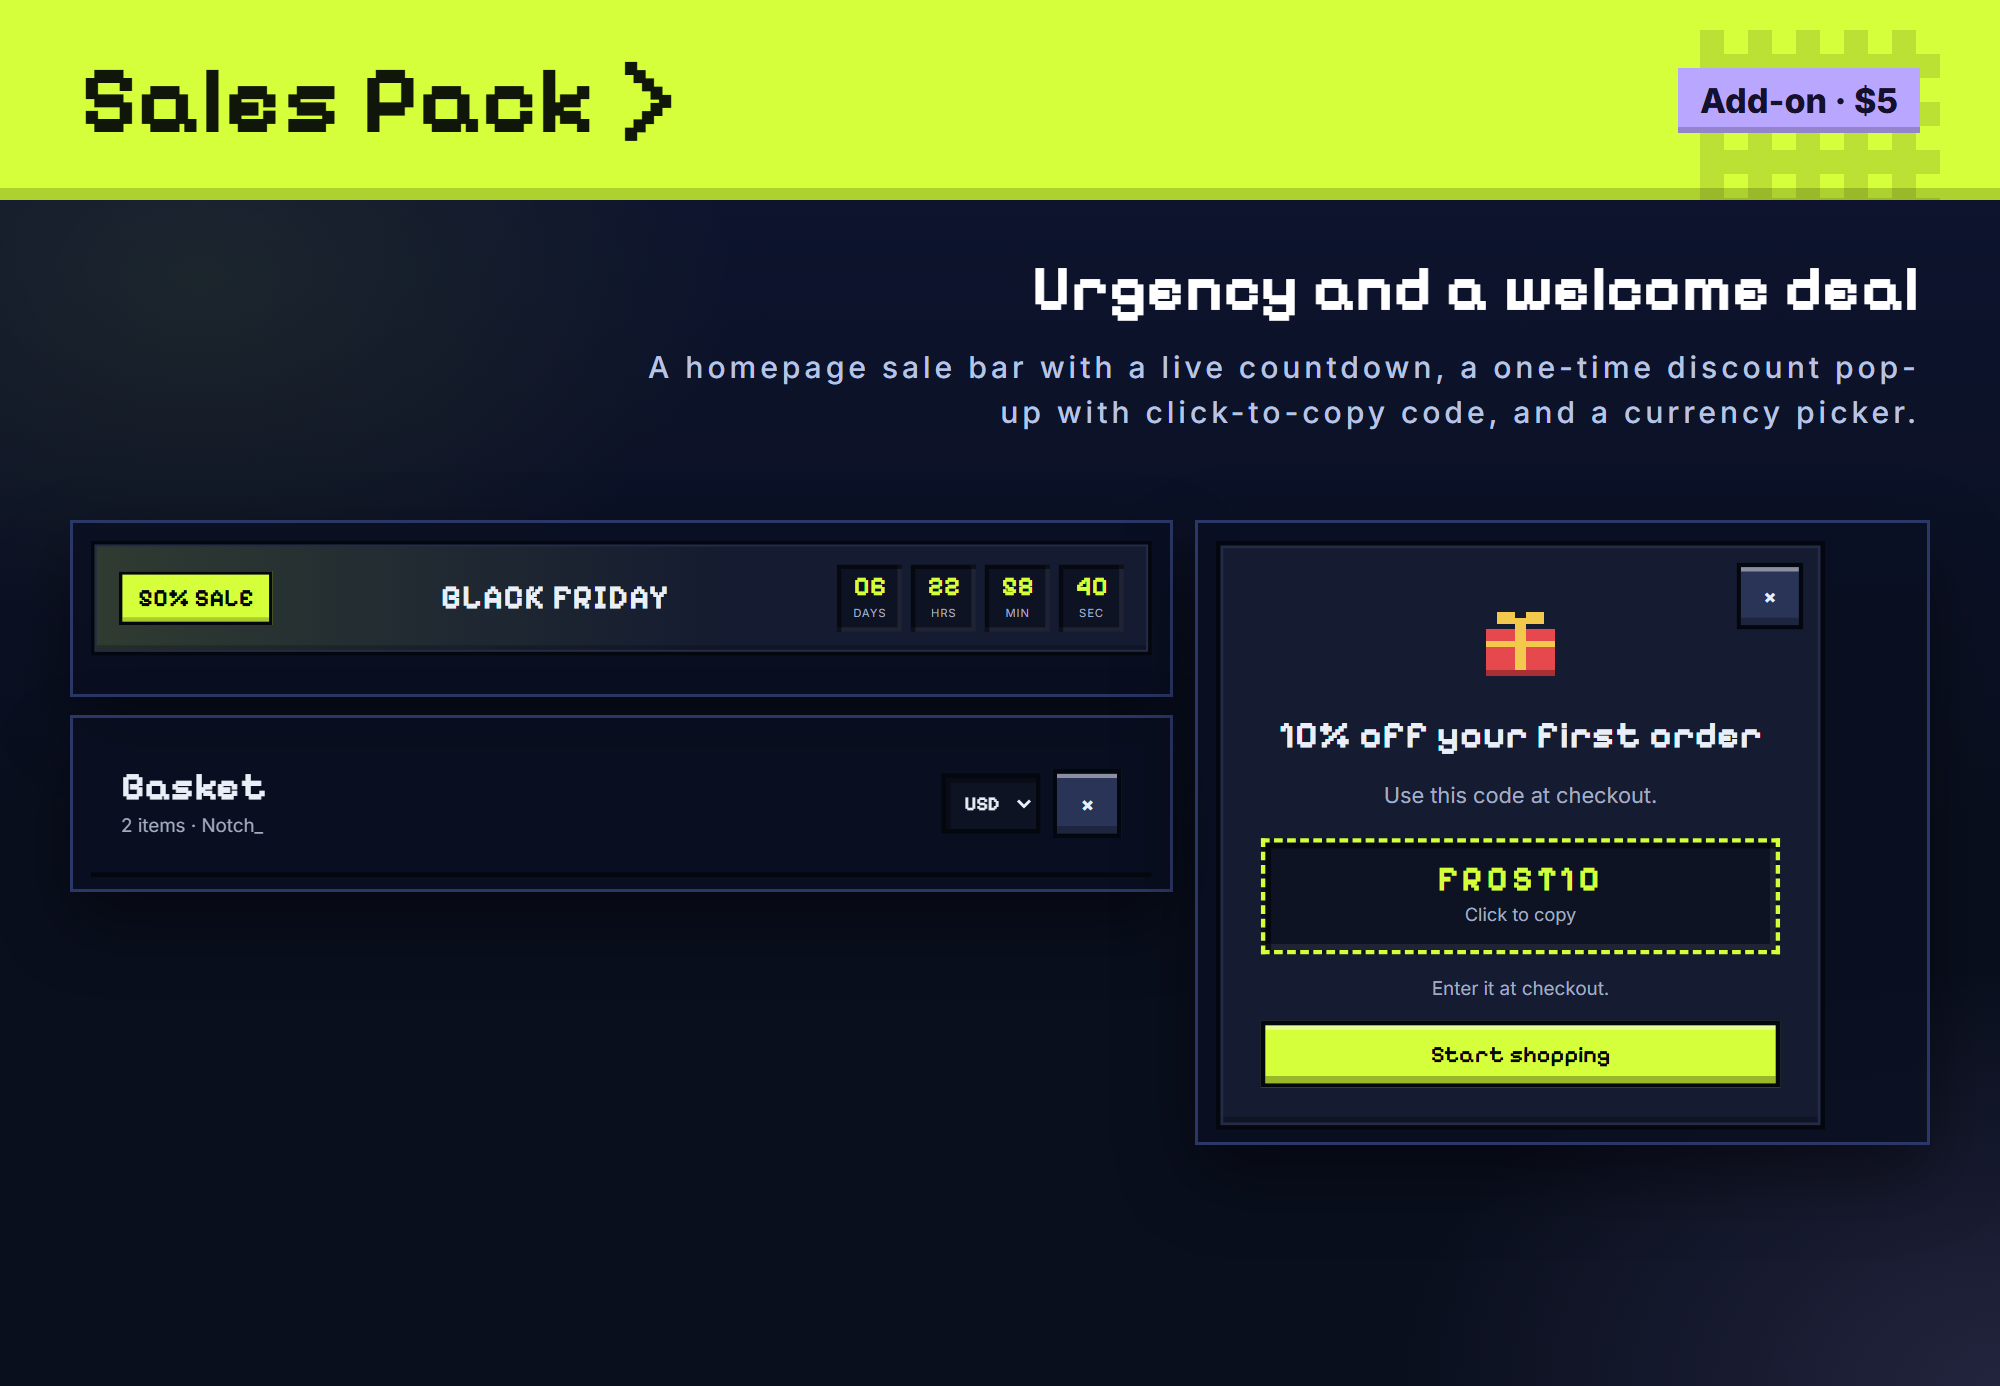 Sales Pack >
Add-on · $5
Urgency and a welcome deal
A homepage sale bar with a live countdown, a one-time discount pop-
up with click-to-copy code, and a currency picker.
50% SALE
BLACK FRIDAY
06 22 58 40
DAYS HRS MIN SEC
Basket
2 items · Notch_
USD
×
×
10% off your first order
Use this code at checkout.
FROST10
Click to copy
Enter it at checkout.
Start shopping